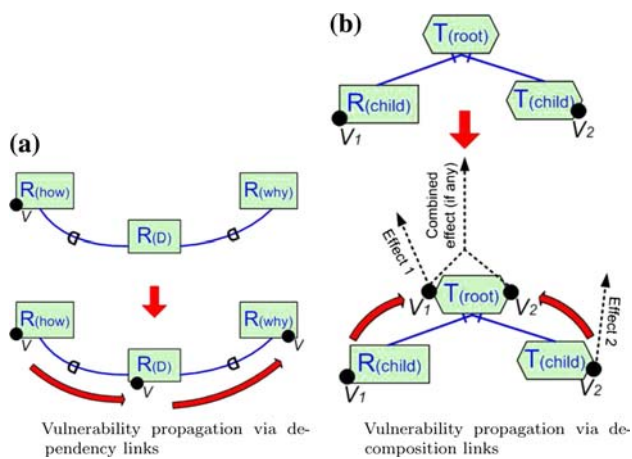 (a)
R(how)
V
R(why)
D
D
R(D)
R(how)
V
R(why)
V
D
D
R(D)
V
Vulnerability propagation via de-
pendency links
(b)
T(root)
R(child)
V1
T(child)
V2
Combined
effect (if any)
Effect 1
Effect 2
V1
T(root)
V2
R(child)
V1
T(child)
V2
Vulnerability propagation via de-
composition links